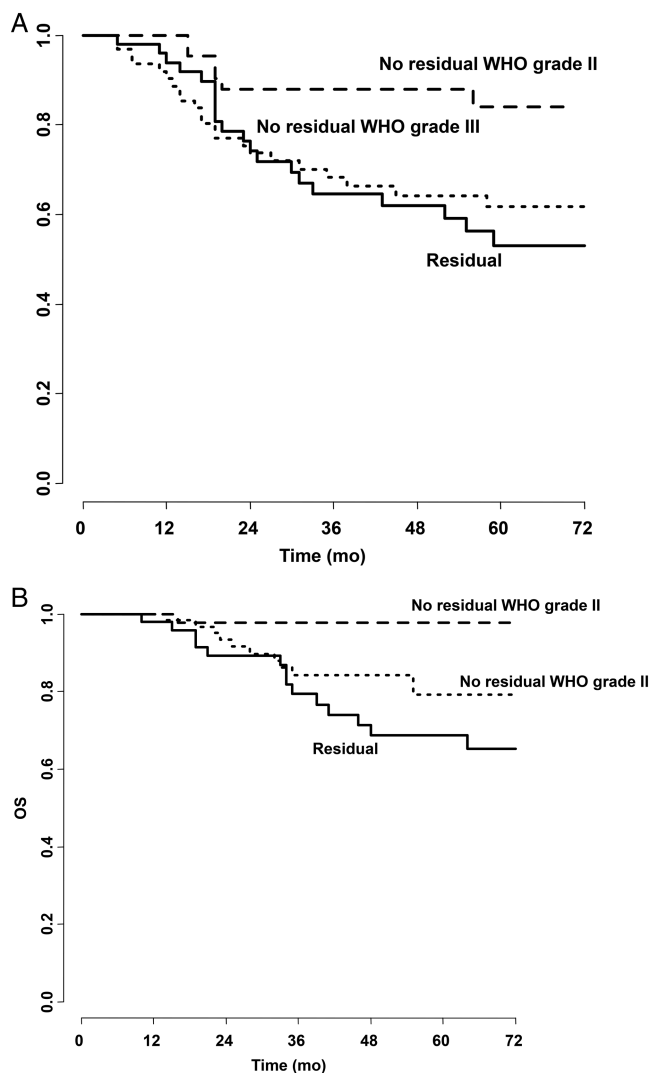 A
1.0
No residual WHO grade II
0.8
No residual WHO grade III
0.6
Residual
0.4
0.2
0.0
0 12 24 36 48 60 72
Time (mo)
B
1.0
No residual WHO grade II
0.8
No residual WHO grade II
Residual
0.6
OS
0.4
0.2
0.0
0 12 24 36 48 60 72
Time (mo)